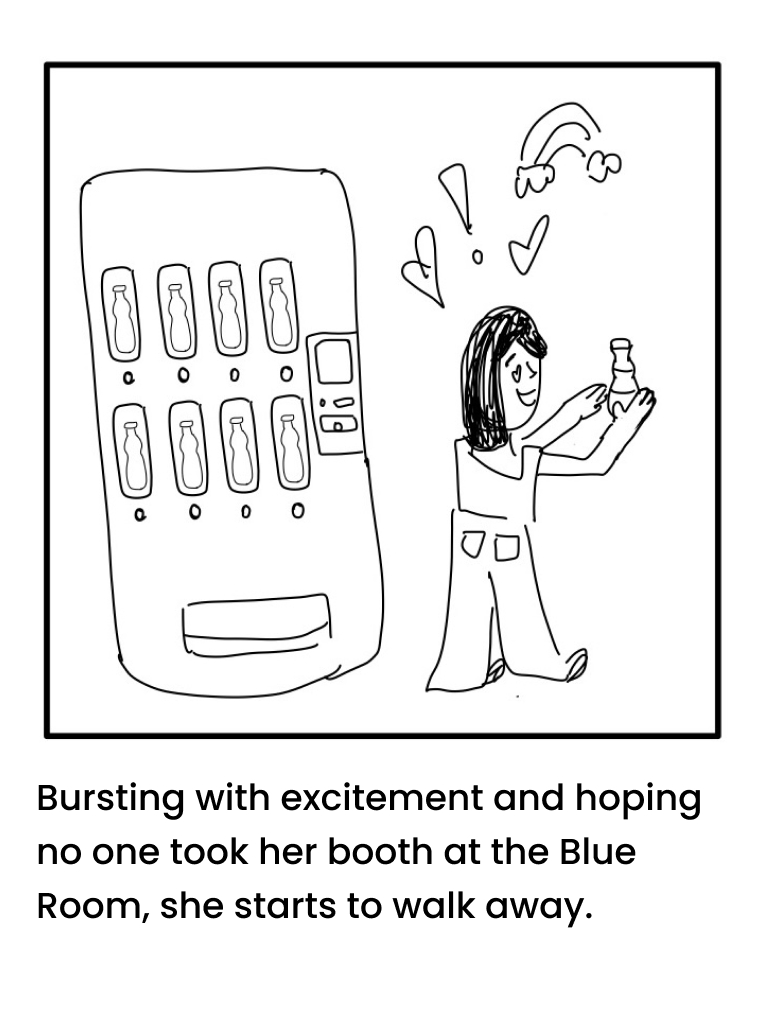 Bursting with excitement and hoping
no one took her booth at the Blue
Room, she starts to walk away.